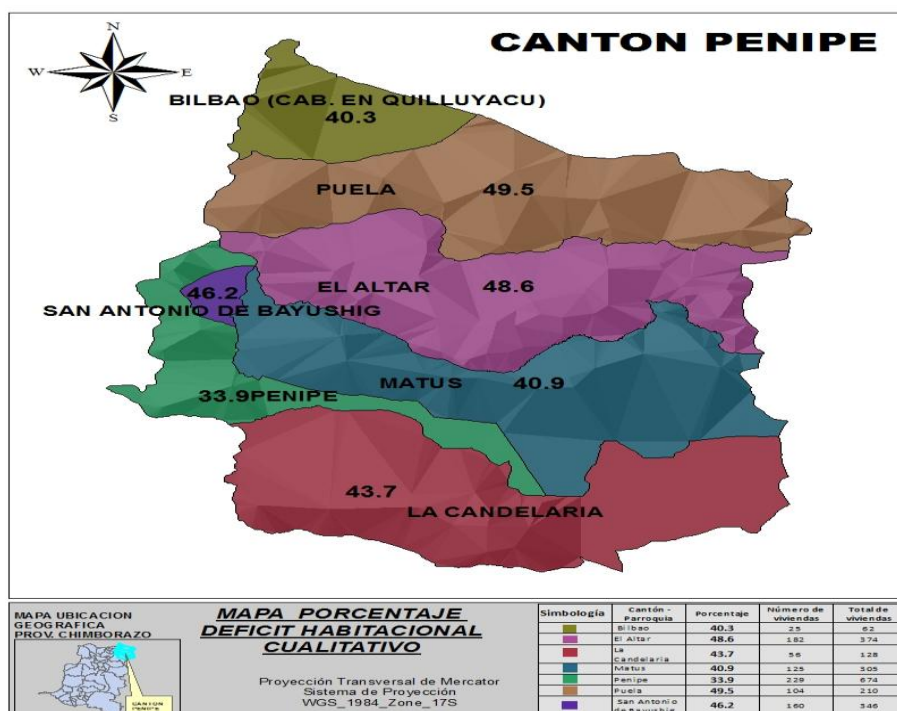 CANTON PENIPE
N
W E
S
BILBAO (CAB. EN QUILLUYACU)
40.3
PUELA 49.5
EL ALTAR 48.6
46.2
SAN ANTONIO DE BAYUSHIG
MATUS 40.9
33.9PENIPE
43.7
LA CANDELARIA
MAPA UBICACION
GEOGRAFICA
PROV. CHIMBORAZO
CANTON
PENIPE
MAPA PORCENTAJE
DEFICIT HABITACIONAL
CUALITATIVO
Proyección Transversal de Mercator
Sistema de Proyección
WGS_1984_Zone_17S
Simbología Cantón - Parroquia Porcentaje Número de viviendas Total de viviendas
Bilbao 40.3 25 62
El Altar 48.6 182 374
La Candelaria 43.7 56 128
Matus 40.9 125 305
Penipe 33.9 229 674
Puela 49.5 104 210
San Antonio de Bayushig 46.2 160 346